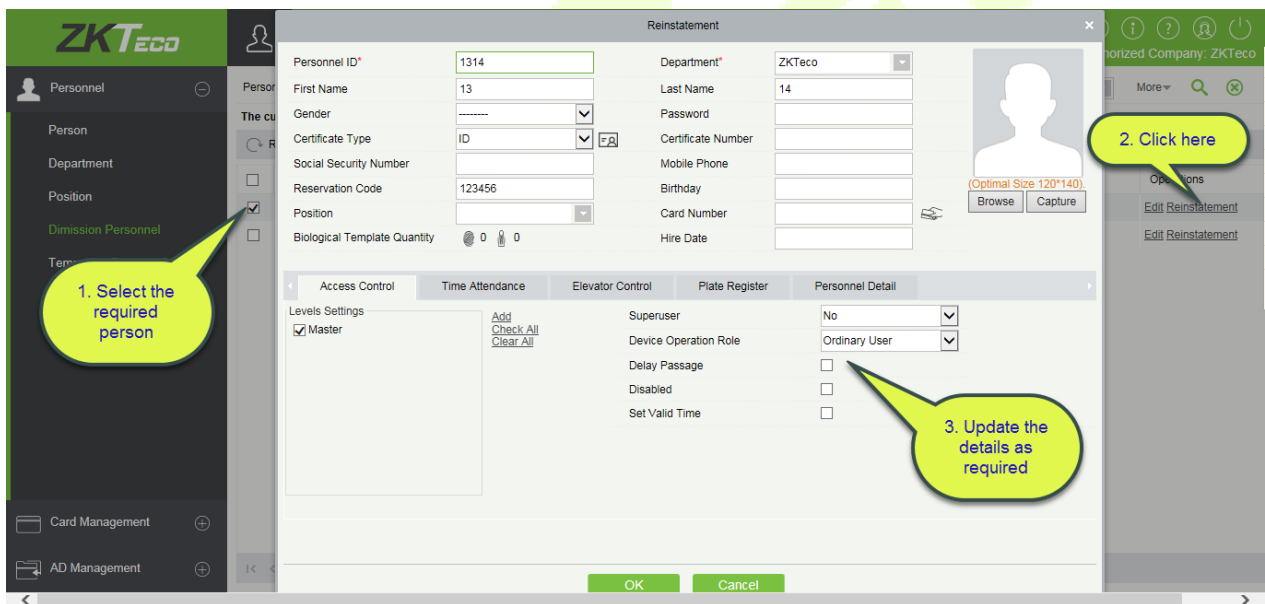 ZKTeco
Reinstatement
×
horized Company: ZKTeco
Personnel
Person
Department
Position
Dimission Personnel
Person
The cu
R
Personnel ID* 1314 Department* ZKTeco
First Name 13 Last Name 14
Gender -------- Password
Certificate Type ID Certificate Number
Social Security Number Mobile Phone
Reservation Code 123456 Birthday
Position Card Number
Biological Template Quantity 0 0 Hire Date
(Optimal Size 120*140).
Browse Capture
More
2. Click here
Edit Reinstatement
Edit Reinstatement
1. Select the
required
person
Access Control Time Attendance Elevator Control Plate Register Personnel Detail
Levels Settings
Master
Add
Check All
Clear All
Superuser No
Device Operation Role Ordinary User
Delay Passage
Disabled
Set Valid Time
3. Update the
details as
required
Card Management
AD Management
OK Cancel